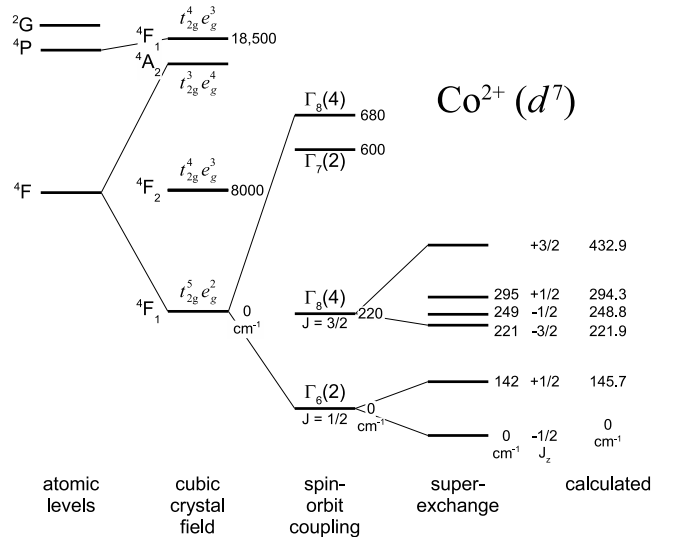 ²G
⁴P
⁴F₁
t₂g⁴ e_g³
18,500
⁴A₂
t₂g³ e_g⁴
Co²⁺ (d⁷)
Γ₈(4)
680
600
Γ₇(2)
⁴F
⁴F₂
t₂g⁴ e_g³
8000
⁴F₁
t₂g⁵ e_g²
0
cm⁻¹
Γ₈(4)
J = 3/2
220
Γ₆(2)
J = 1/2
0
cm⁻¹
+3/2 432.9
295 +1/2 294.3
249 -1/2 248.8
221 -3/2 221.9
142 +1/2 145.7
0 -1/2 0
cm⁻¹ J_z cm⁻¹
atomic
levels
cubic
crystal
field
spin-
orbit
coupling
super-
exchange
calculated